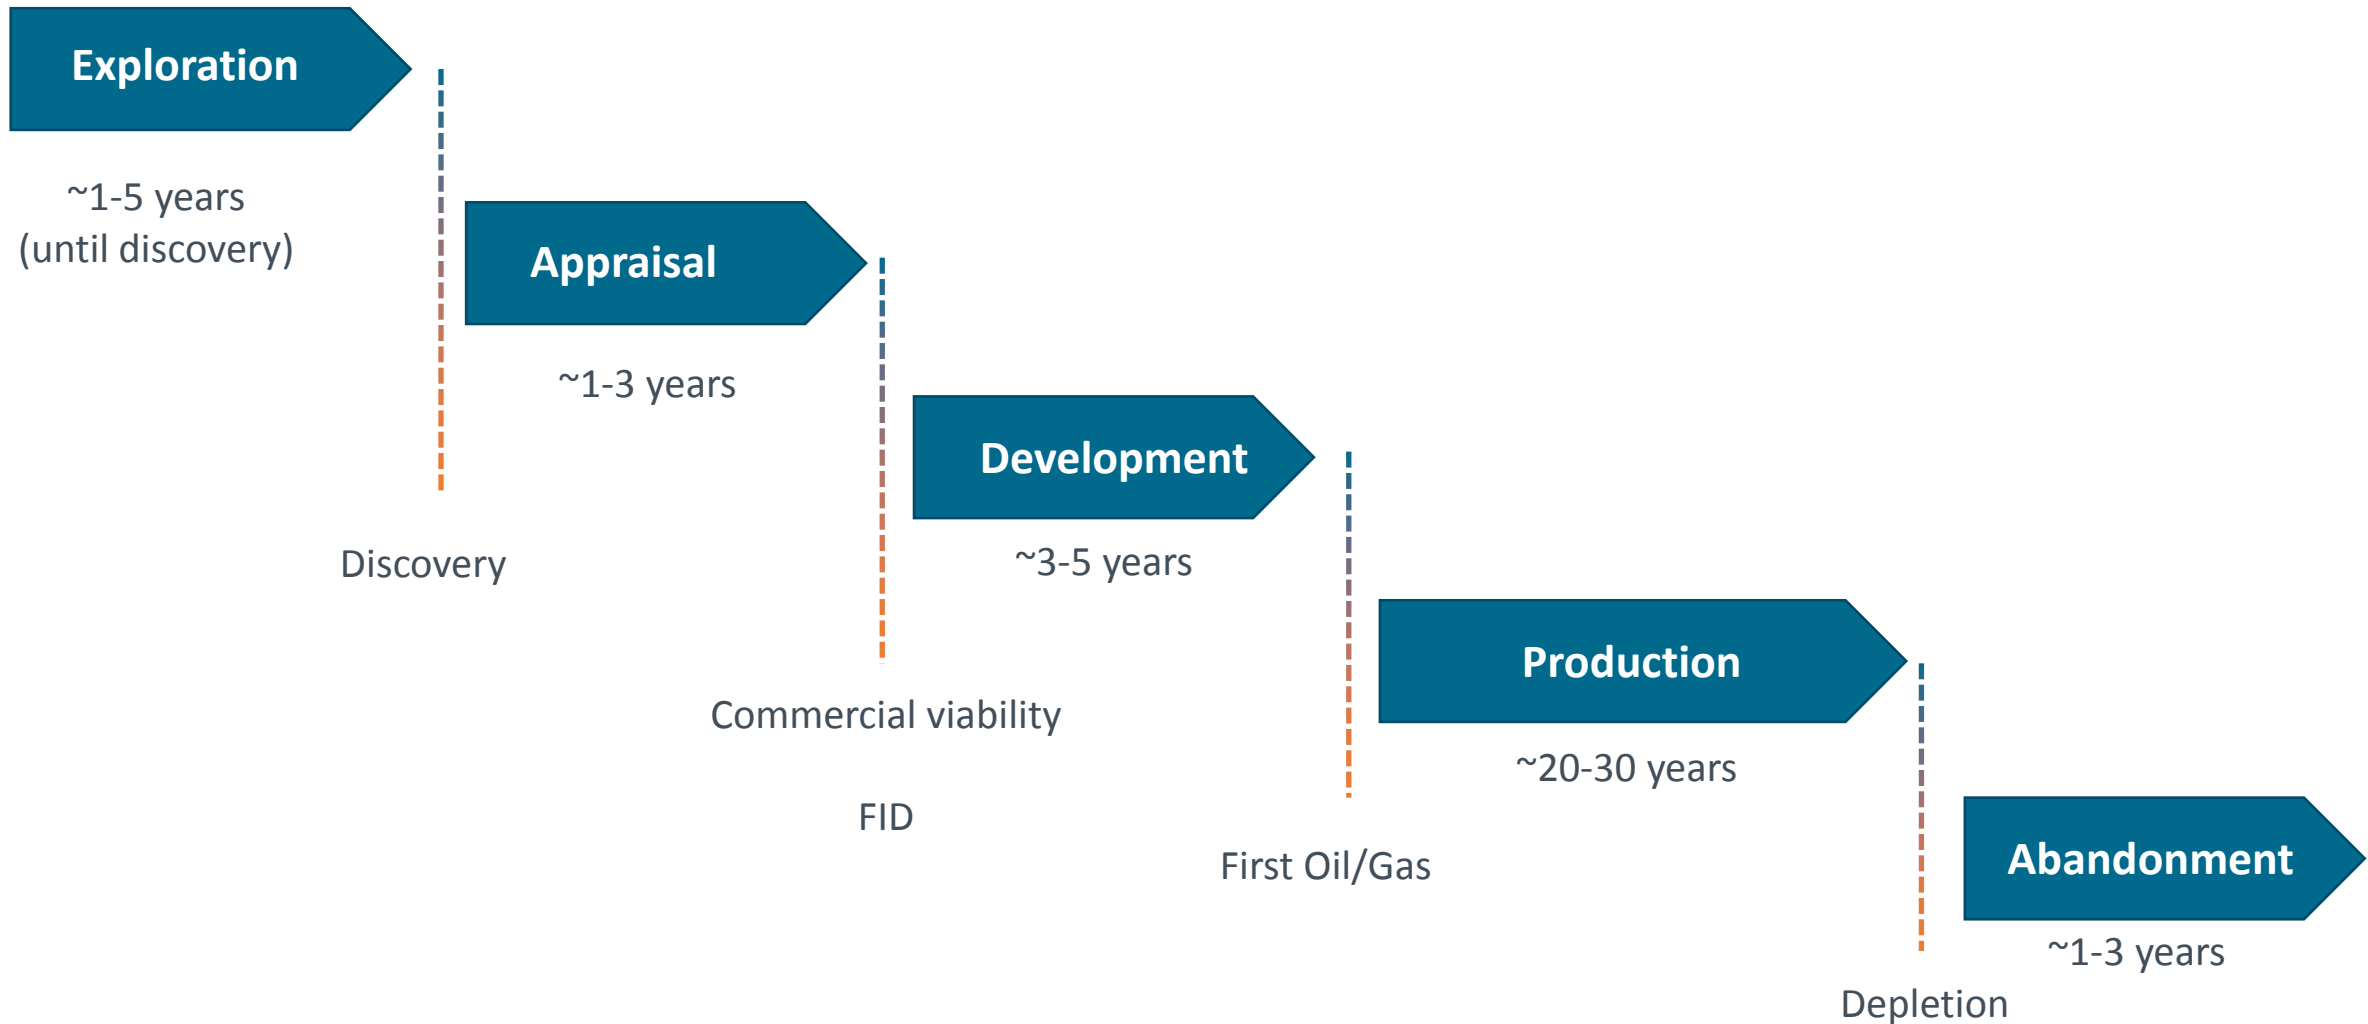 Exploration
~1-5 years
(until discovery)
Discovery
Appraisal
~1-3 years
Commercial viability
FID
Development
~3-5 years
First Oil/Gas
Production
~20-30 years
Depletion
Abandonment
~1-3 years